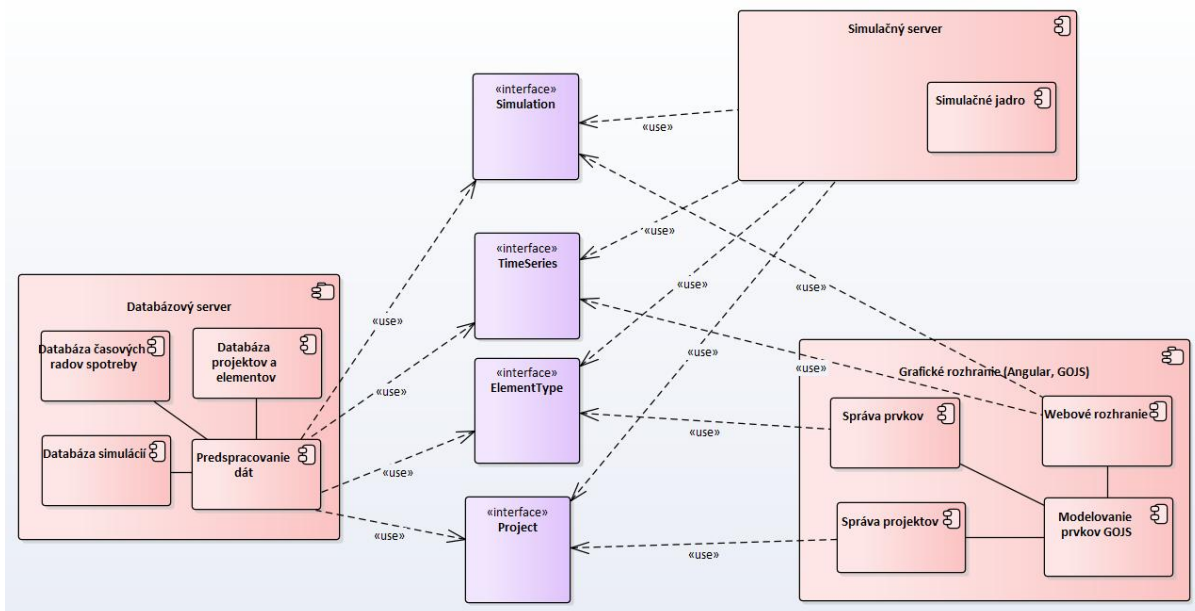 Simulačný server
Simulačné jadro
«interface»
Simulation
«use»
«interface»
TimeSeries
«use»
«use»
«use»
«use»
Databázový server
Databáza časových
radov spotreby
Databáza
projektov a
elementov
Databáza simulácií
Predspracovanie
dát
«use»
«use»
«use»
«use»
«interface»
ElementType
«use»
«interface»
Project
«use»
Grafické rozhranie (Angular, GOJS)
Správa prvkov
Webové rozhranie
Správa projektov
Modelovanie
prvkov GOJS
«use»